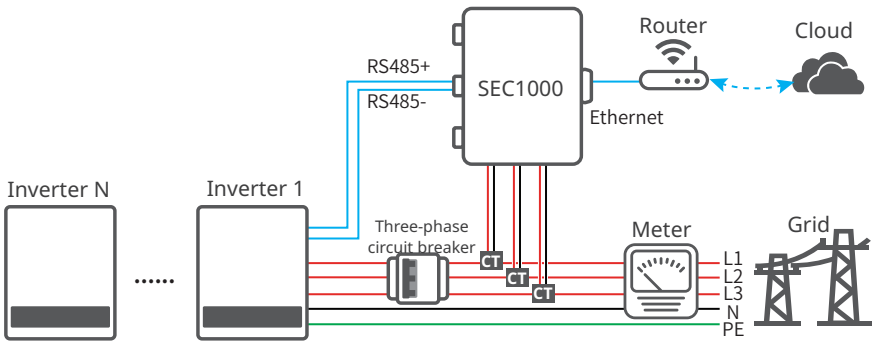 Router
Cloud
RS485+
SEC1000
RS485-
Ethernet
Inverter N
Inverter 1
......
Three-phase
circuit breaker
Meter
Grid
CT
CT
CT
L1
L2
L3
N
PE